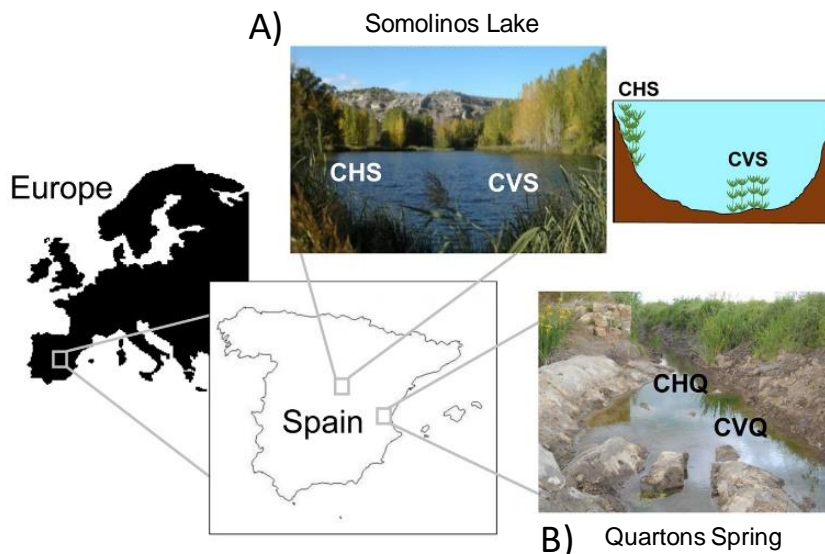 A) Somolinos Lake
CHS
CHS CVS
CVS
Europe
Spain
CHQ
CVQ
B) Quartons Spring